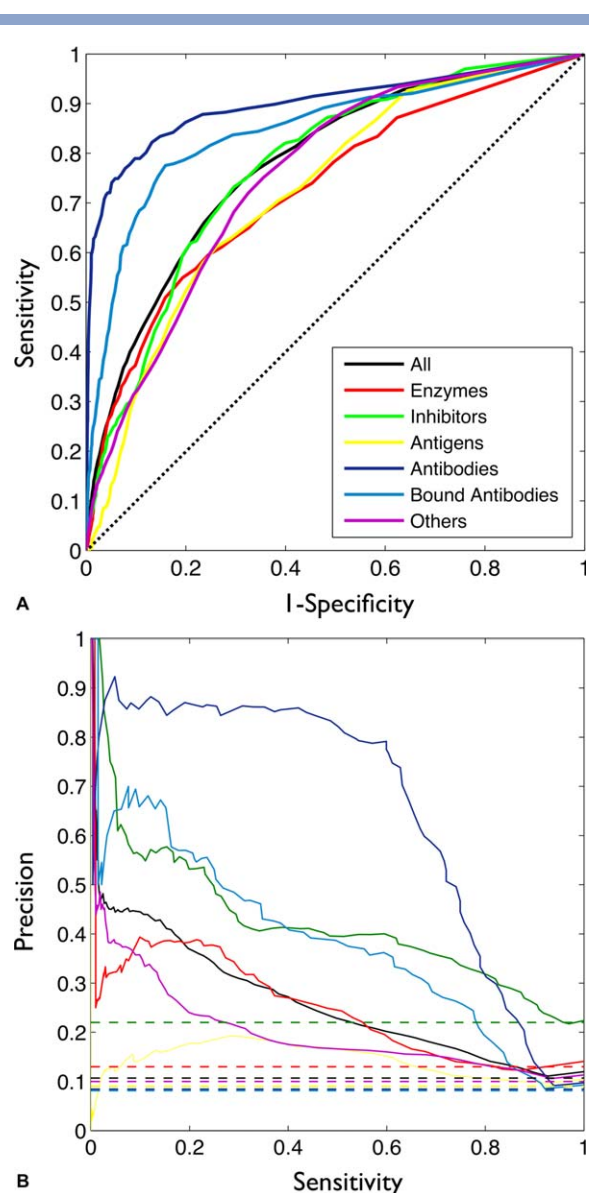 1
0.9
0.8
0.7
0.6
0.5
0.4
0.3
0.2
0.1
0
Sensitivity
All
Enzymes
Inhibitors
Antigens
Antibodies
Bound Antibodies
Others
0 0.2 0.4 0.6 0.8 1
A 1-Specificity
1
0.9
0.8
0.7
0.6
0.5
0.4
0.3
0.2
0.1
0
Precision
0 0.2 0.4 0.6 0.8 1
B Sensitivity